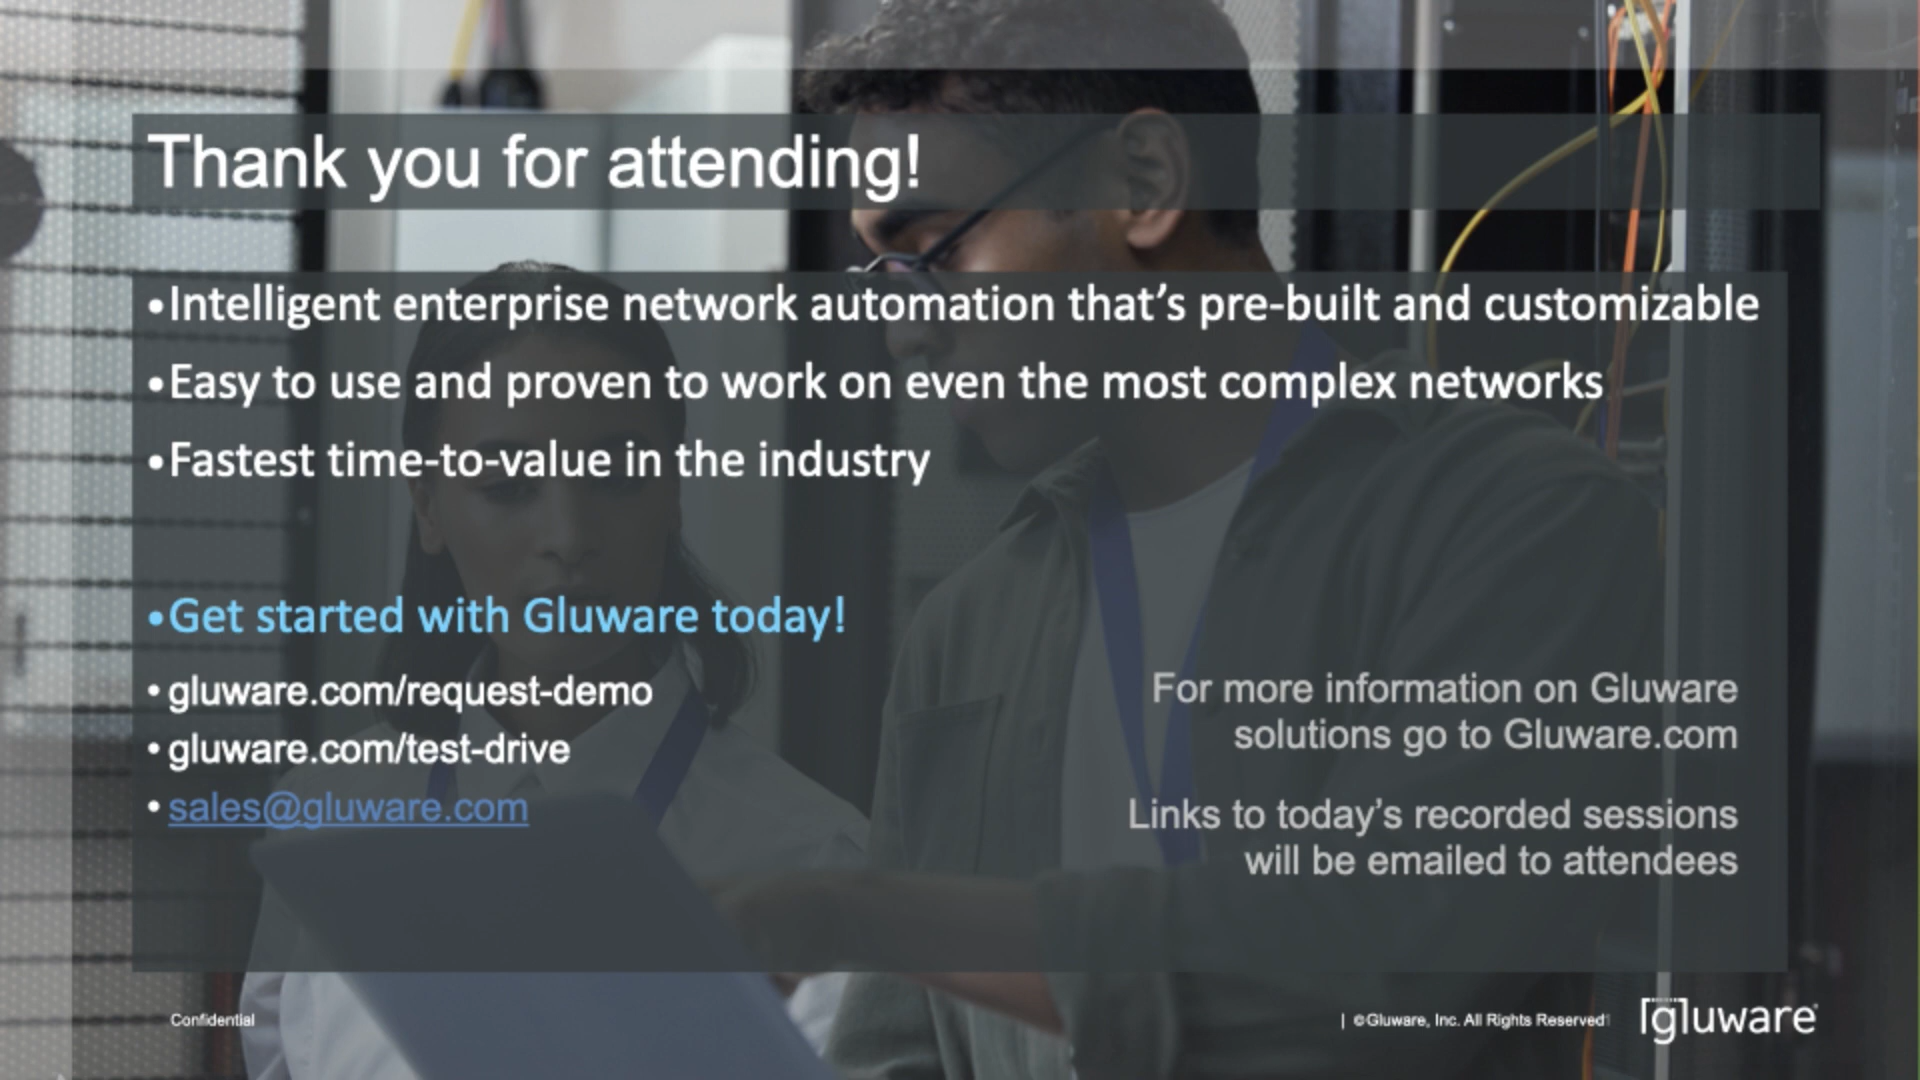 Thank you for attending!
•Intelligent enterprise network automation that’s pre-built and customizable
•Easy to use and proven to work on even the most complex networks
•Fastest time-to-value in the industry
•Get started with Gluware today!
• gluware.com/request-demo
• gluware.com/test-drive
• sales@gluware.com
For more information on Gluware
solutions go to Gluware.com
Links to today’s recorded sessions
will be emailed to attendees
Confidential
| ©Gluware, Inc. All Rights Reserved
[g]luware®